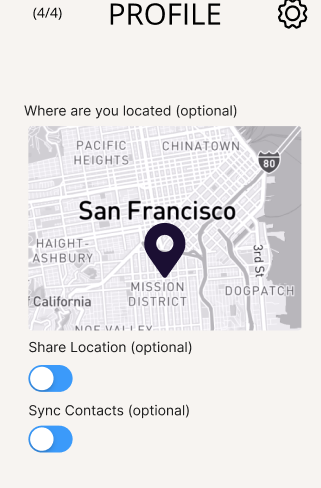 (4/4)
PROFILE
Where are you located (optional)
PACIFIC
HEIGHTS
CHINATOWN
80
San Francisco
HAIGHT-
ASHBURY
3rd St
MISSION
DISTRICT
DOGPATCH
California
NOE VALLEY
Share Location (optional)
Sync Contacts (optional)